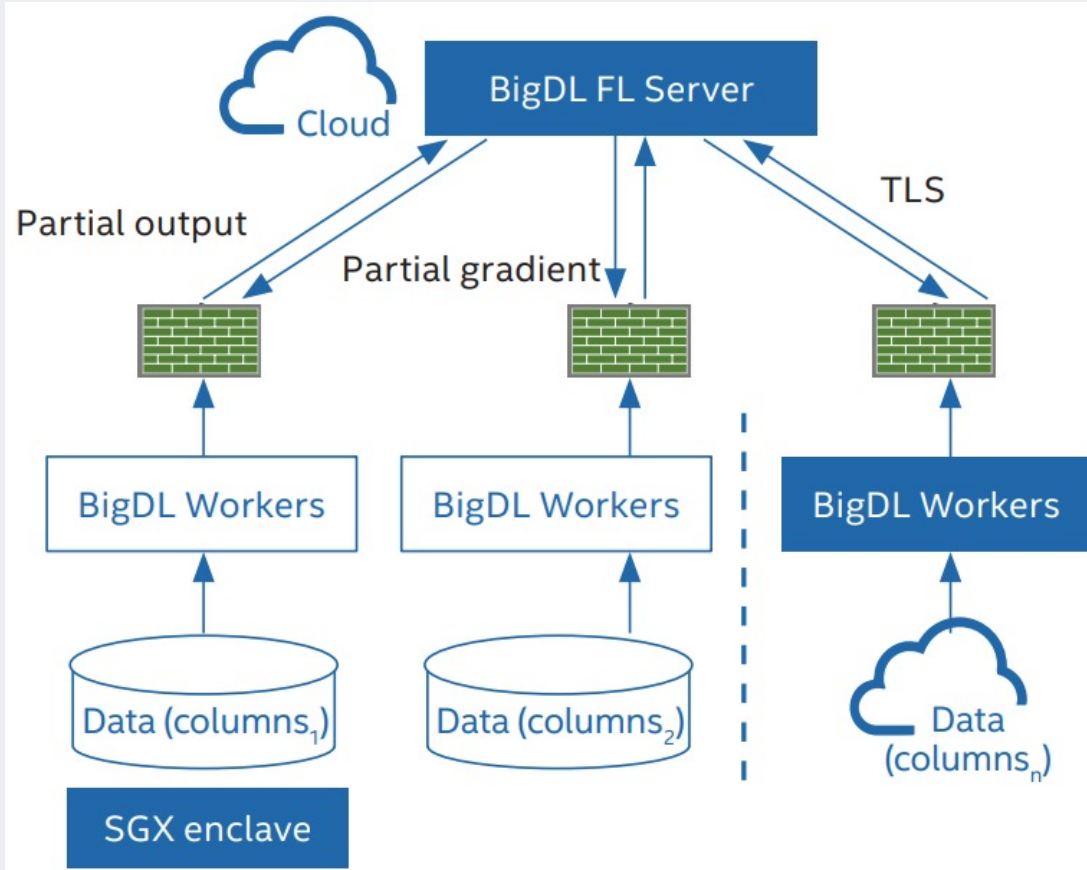 BigDL FL Server
Cloud
TLS
Partial output
Partial gradient
BigDL Workers
BigDL Workers
BigDL Workers
Data (columns₁)
Data (columns₂)
Data
(columnsₙ)
SGX enclave